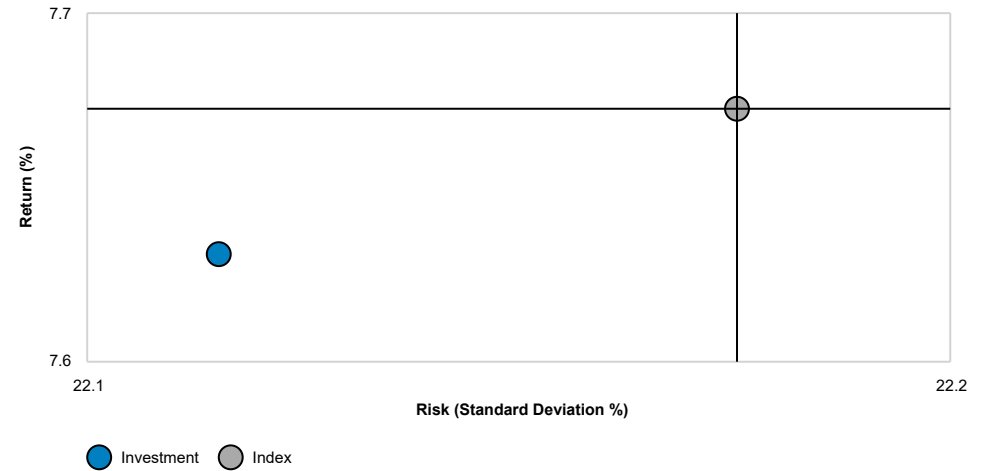 7.7
Return (%)
7.6
22.1
22.2
Risk (Standard Deviation %)
Investment
Index